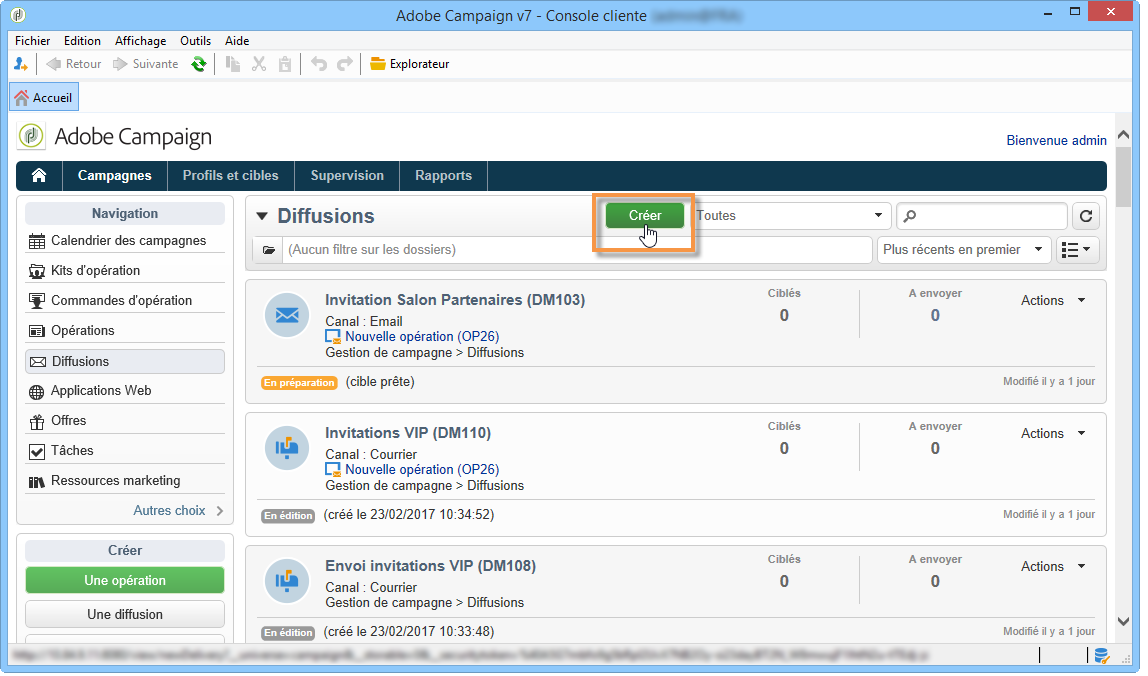 Adobe Campaign v7 - Console cliente
Fichier Edition Affichage Outils Aide
Retour Suivante Explorateur
Accueil
Adobe Campaign
Bienvenue admin
Campagnes Profils et cibles Supervision Rapports
Navigation
Calendrier des campagnes
Kits d'opération
Commandes d'opération
Opérations
Diffusions
Applications Web
Offres
Tâches
Ressources marketing
Autres choix
Créer
Une opération
Une diffusion
Diffusions Créer Toutes
(Aucun filtre sur les dossiers) Plus récents en premier
Invitation Salon Partenaires (DM103) Ciblés A envoyer
0 0 Actions
Canal : Email
Nouvelle opération (OP26)
Gestion de campagne > Diffusions
En préparation (cible prête) Modifié il y a 1 jour
Invitations VIP (DM110) Ciblés A envoyer
0 0 Actions
Canal : Courrier
Nouvelle opération (OP26)
Gestion de campagne > Diffusions
En édition (créé le 23/02/2017 10:34:52) Modifié il y a 1 jour
Envoi invitations VIP (DM108) Ciblés A envoyer
0 0 Actions
Canal : Courrier
Gestion de campagne > Diffusions
En édition (créé le 23/02/2017 10:33:48) Modifié il y a 1 jour